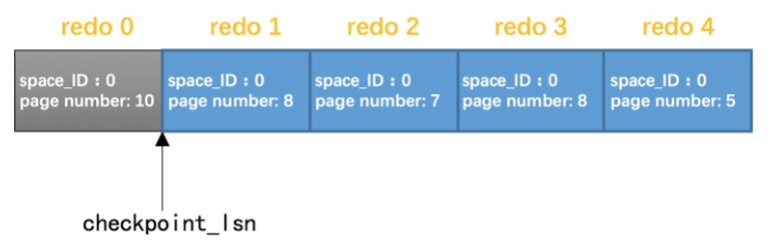 redo 0 redo 1 redo 2 redo 3 redo 4
space_ID：0 space_ID：0 space_ID：0 space_ID：0 space_ID：0
page number: 10 page number: 8 page number: 7 page number: 8 page number: 5
checkpoint_lsn